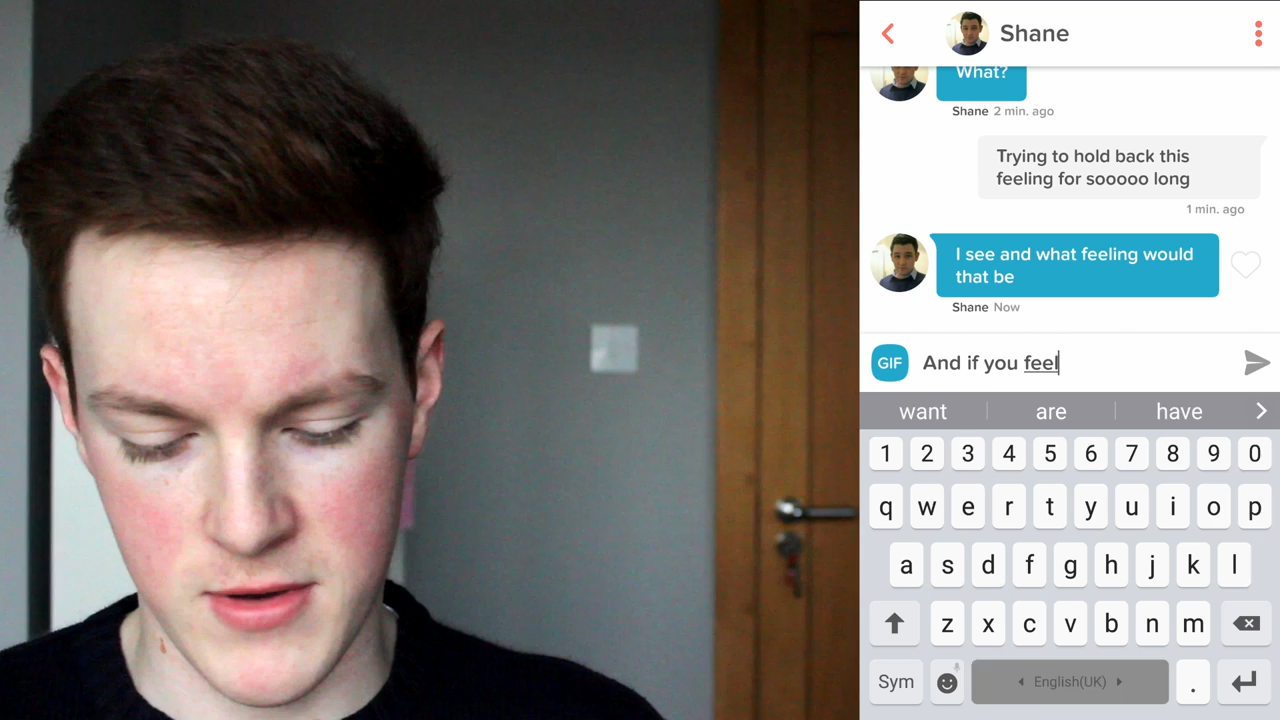 Shane
What?
Shane 2 min. ago
Trying to hold back this
feeling for sooooo long
1 min. ago
I see and what feeling would
that be
Shane Now
GIF And if you feel
want are have
1 2 3 4 5 6 7 8 9 0
q w e r t y u i o p
a s d f g h j k l
z x c v b n m
Sym English(UK) .